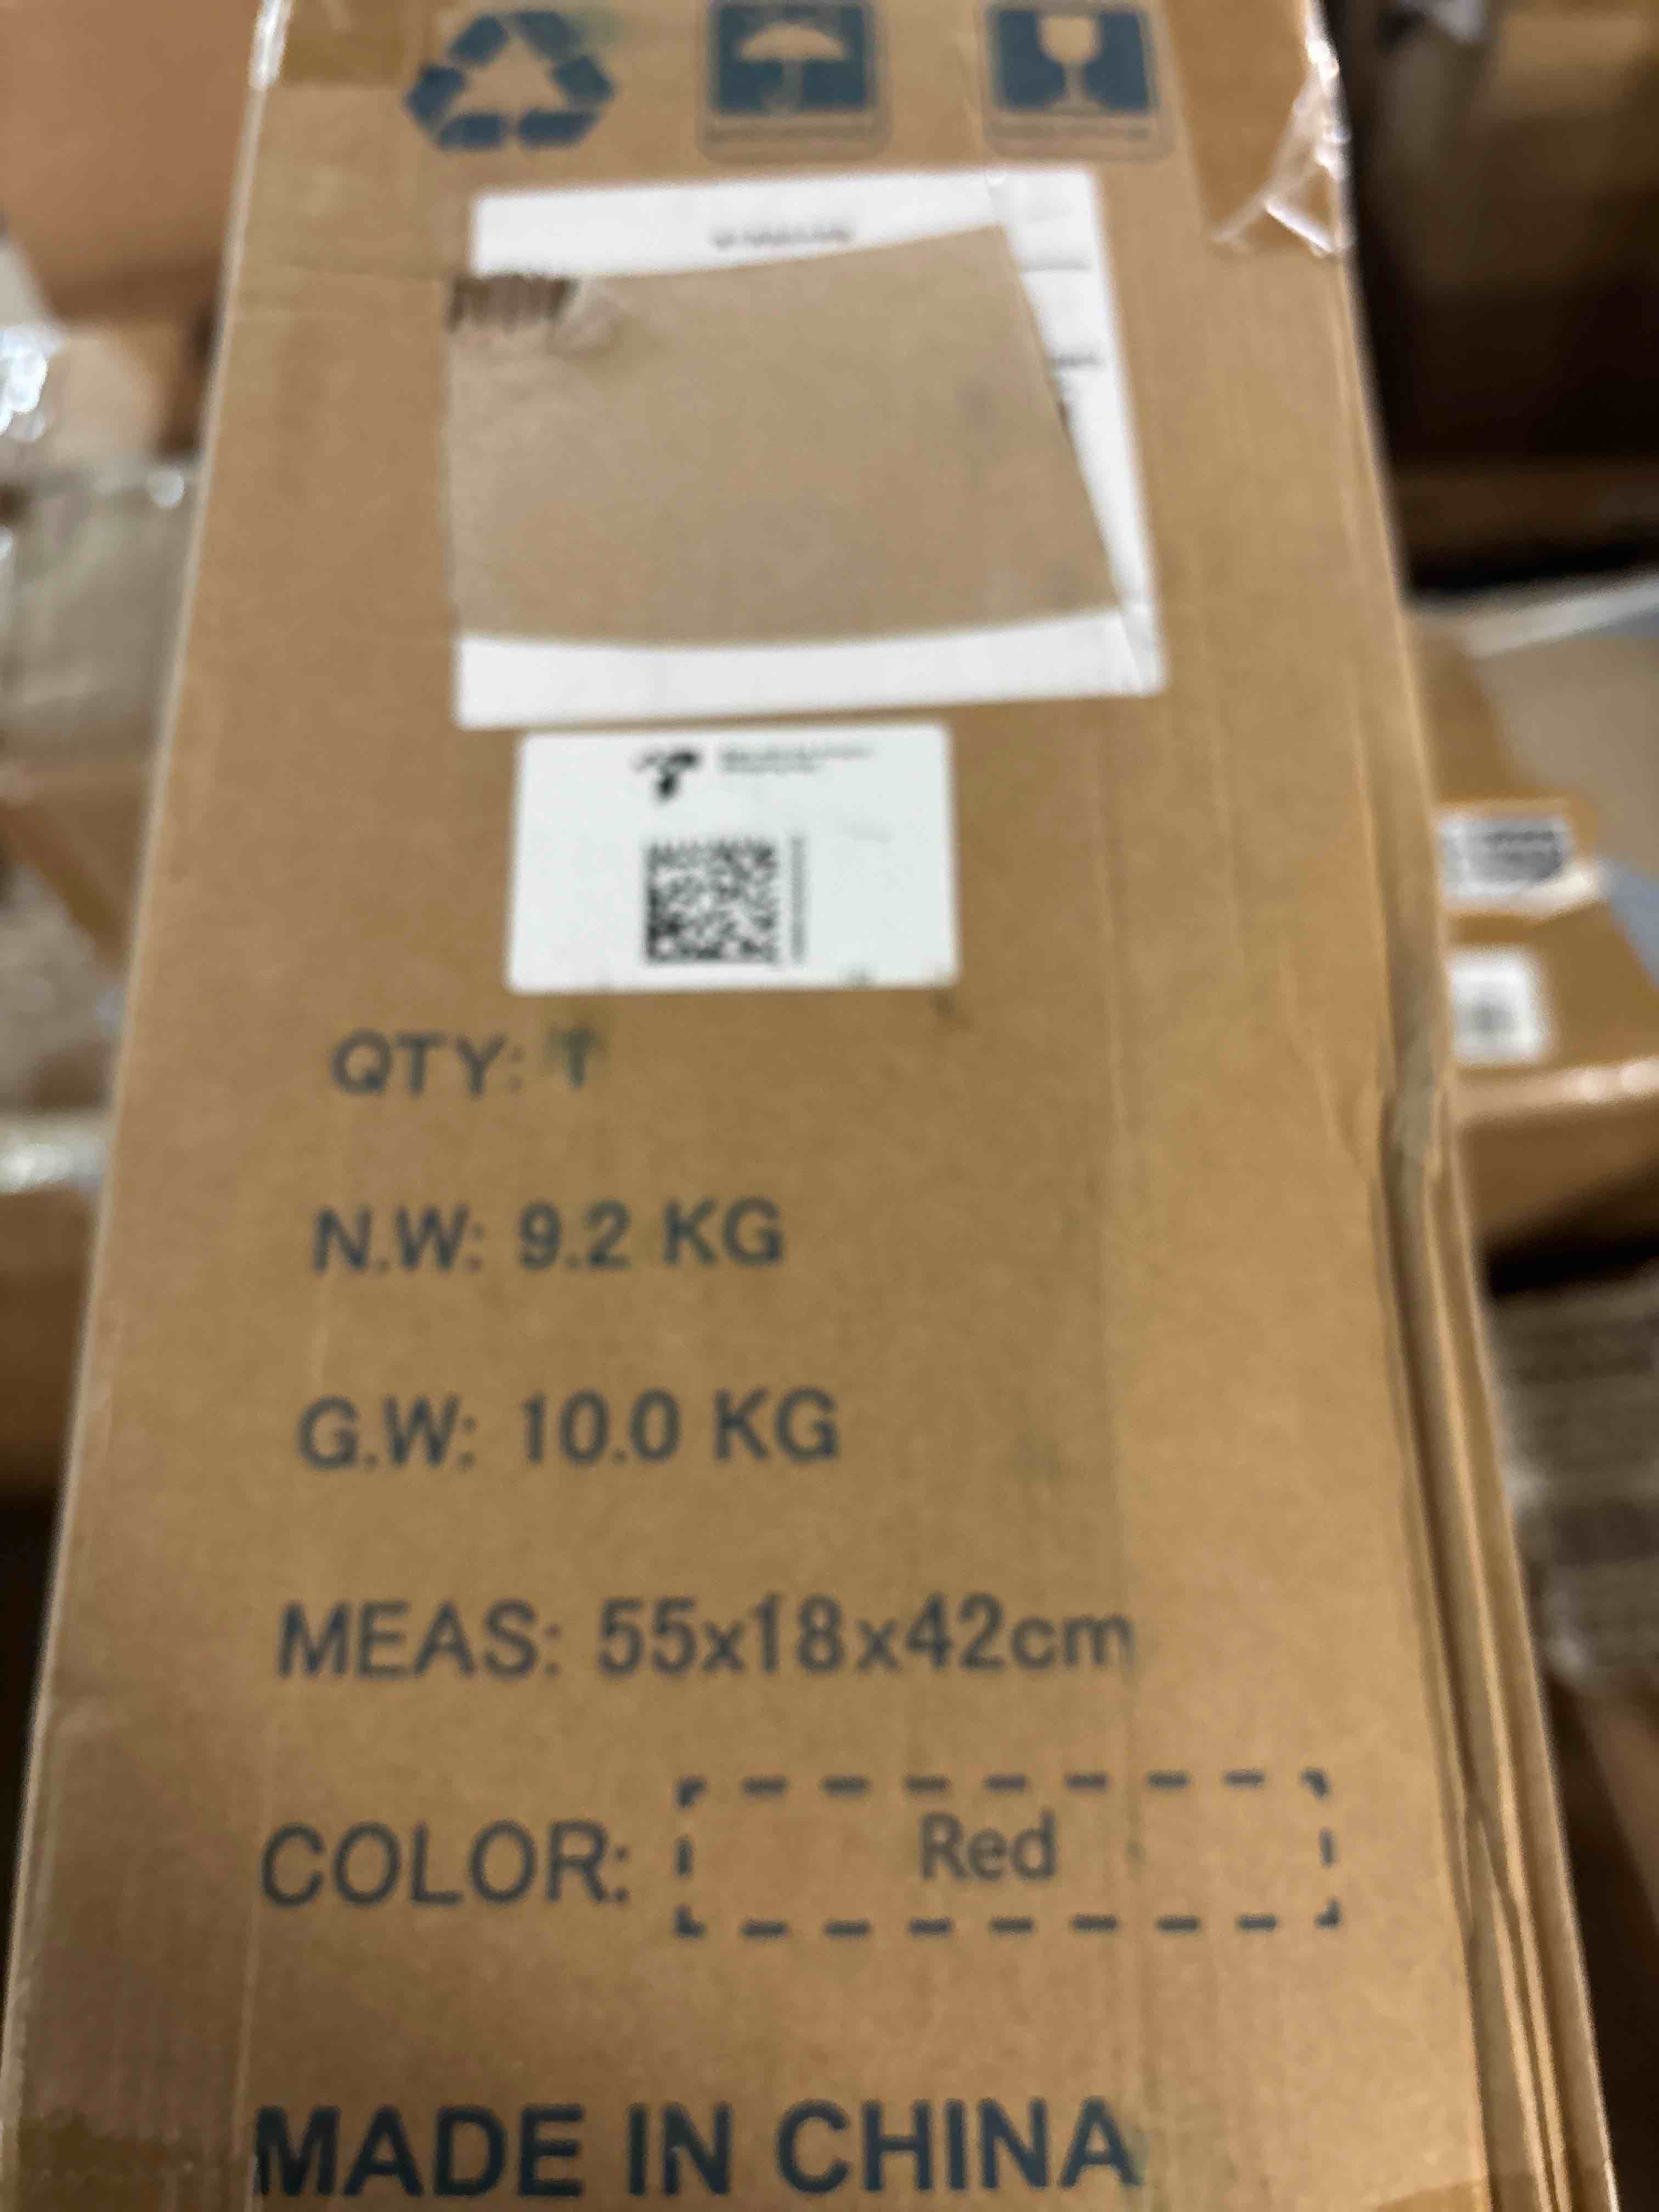 QTY: 1
N.W: 9.2 KG
G.W: 10.0 KG
MEAS: 55x18x42cm
COLOR: Red
MADE IN CHINA